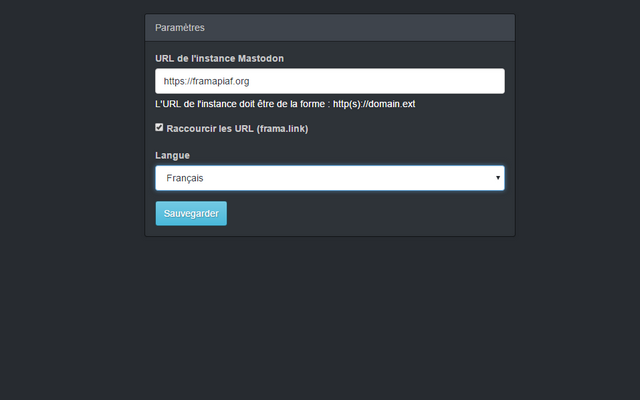 Paramètres
URL de l'instance Mastodon
https://framapiaf.org
L'URL de l'instance doit être de la forme : http(s)://domain.ext
Raccourcir les URL (frama.link)
Langue
Français
Sauvegarder